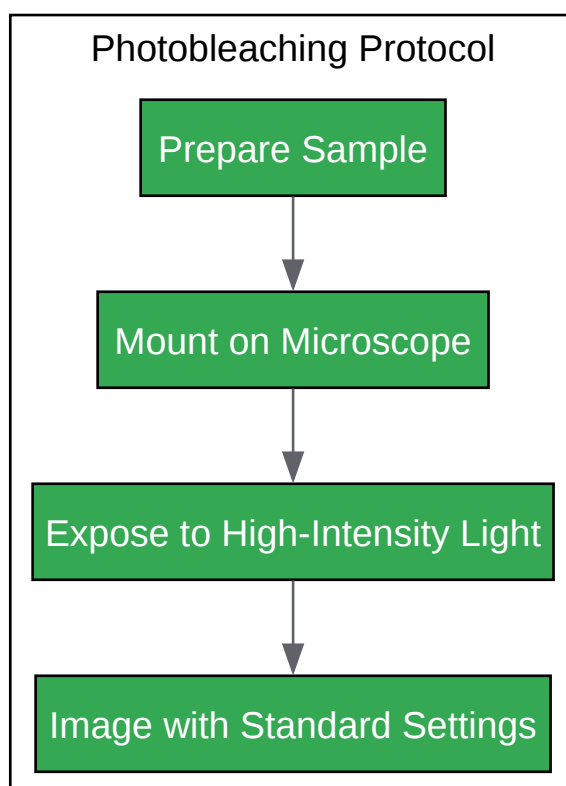 Photobleaching Protocol
Prepare Sample
Mount on Microscope
Expose to High-Intensity Light
Image with Standard Settings